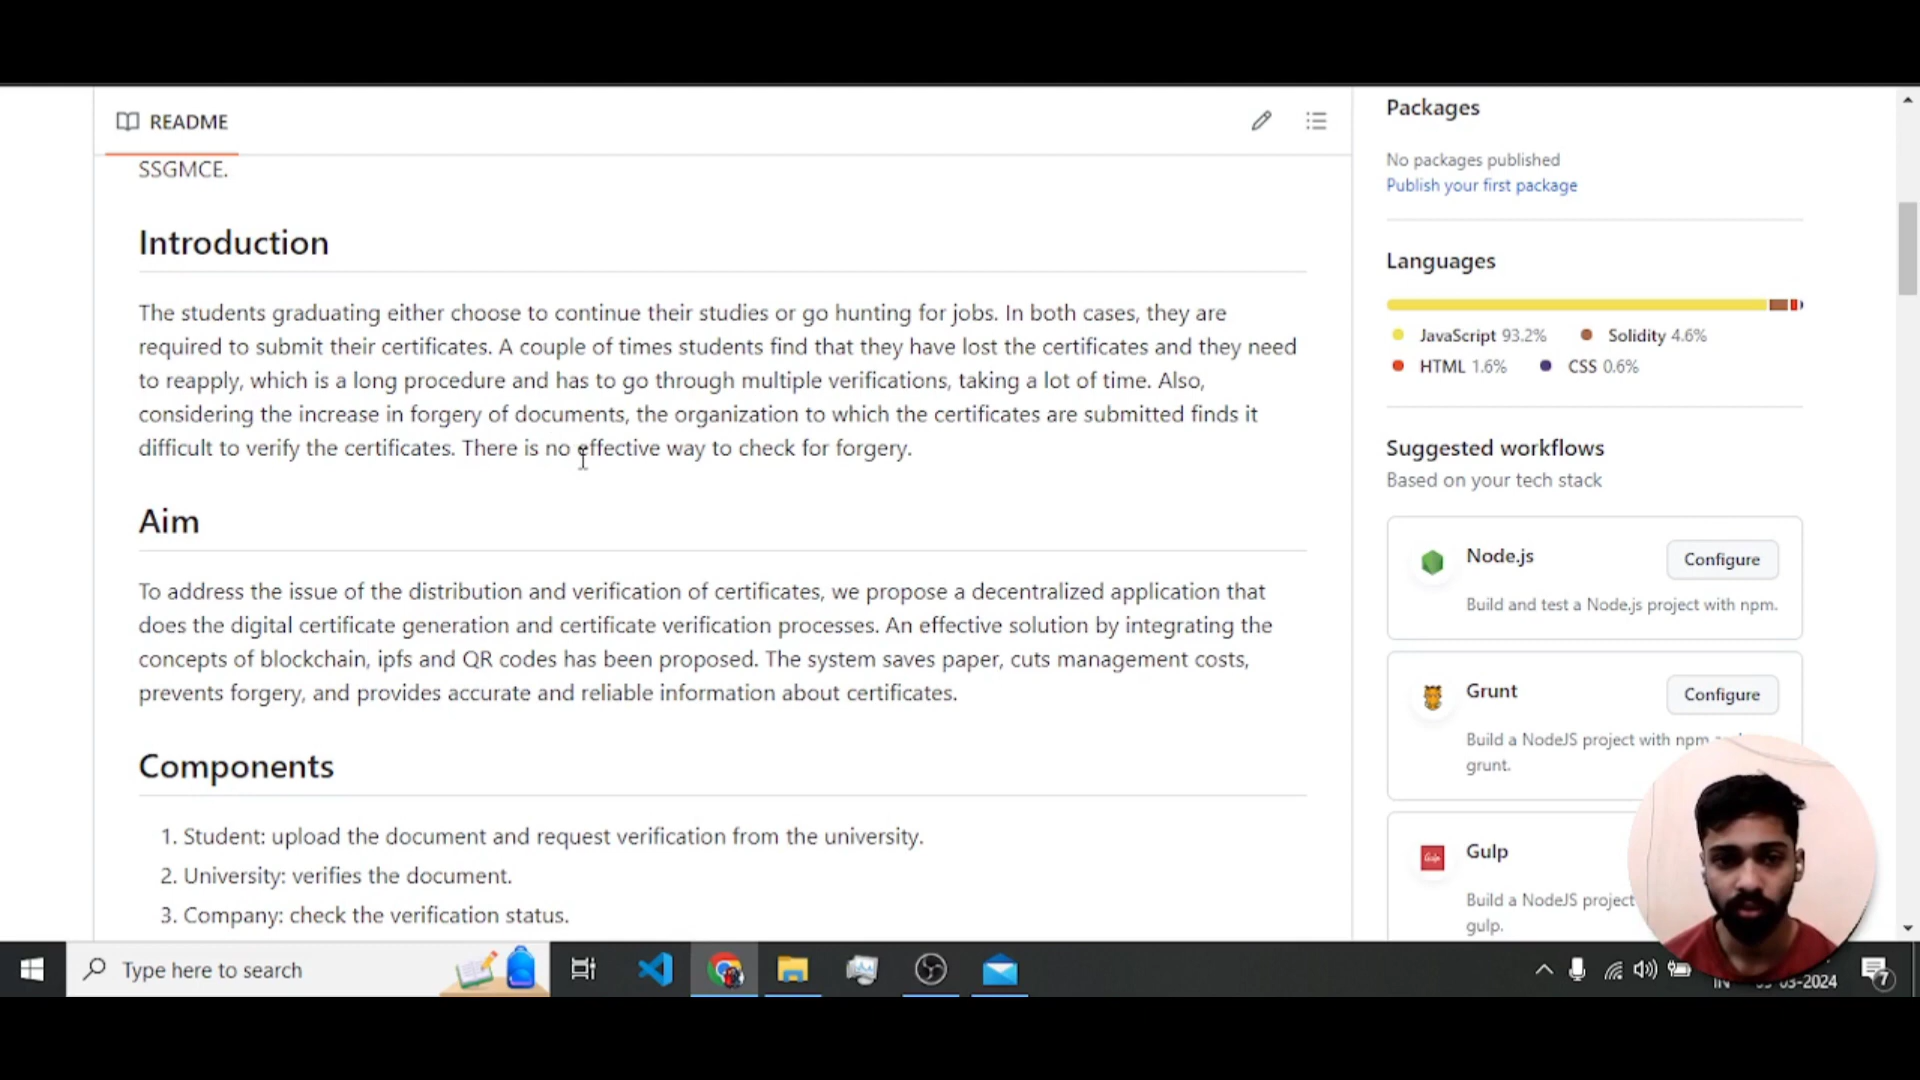 README
SSGMCE.
Introduction
The students graduating either choose to continue their studies or go hunting for jobs. In both cases, they are
required to submit their certificates. A couple of times students find that they have lost the certificates and they need
to reapply, which is a long procedure and has to go through multiple verifications, taking a lot of time. Also,
considering the increase in forgery of documents, the organization to which the certificates are submitted finds it
difficult to verify the certificates. There is no effective way to check for forgery.
Aim
To address the issue of the distribution and verification of certificates, we propose a decentralized application that
does the digital certificate generation and certificate verification processes. An effective solution by integrating the
concepts of blockchain, ipfs and QR codes has been proposed. The system saves paper, cuts management costs,
prevents forgery, and provides accurate and reliable information about certificates.
Components
1. Student: upload the document and request verification from the university.
2. University: verifies the document.
3. Company: check the verification status.
Packages
No packages published
Publish your first package
Languages
JavaScript 93.2% Solidity 4.6%
HTML 1.6% CSS 0.6%
Suggested workflows
Based on your tech stack
Node.js Configure
Build and test a Node.js project with npm.
Grunt Configure
Build a NodeJS project with npm
grunt.
Gulp
Build a NodeJS project
gulp.
Type here to search
7